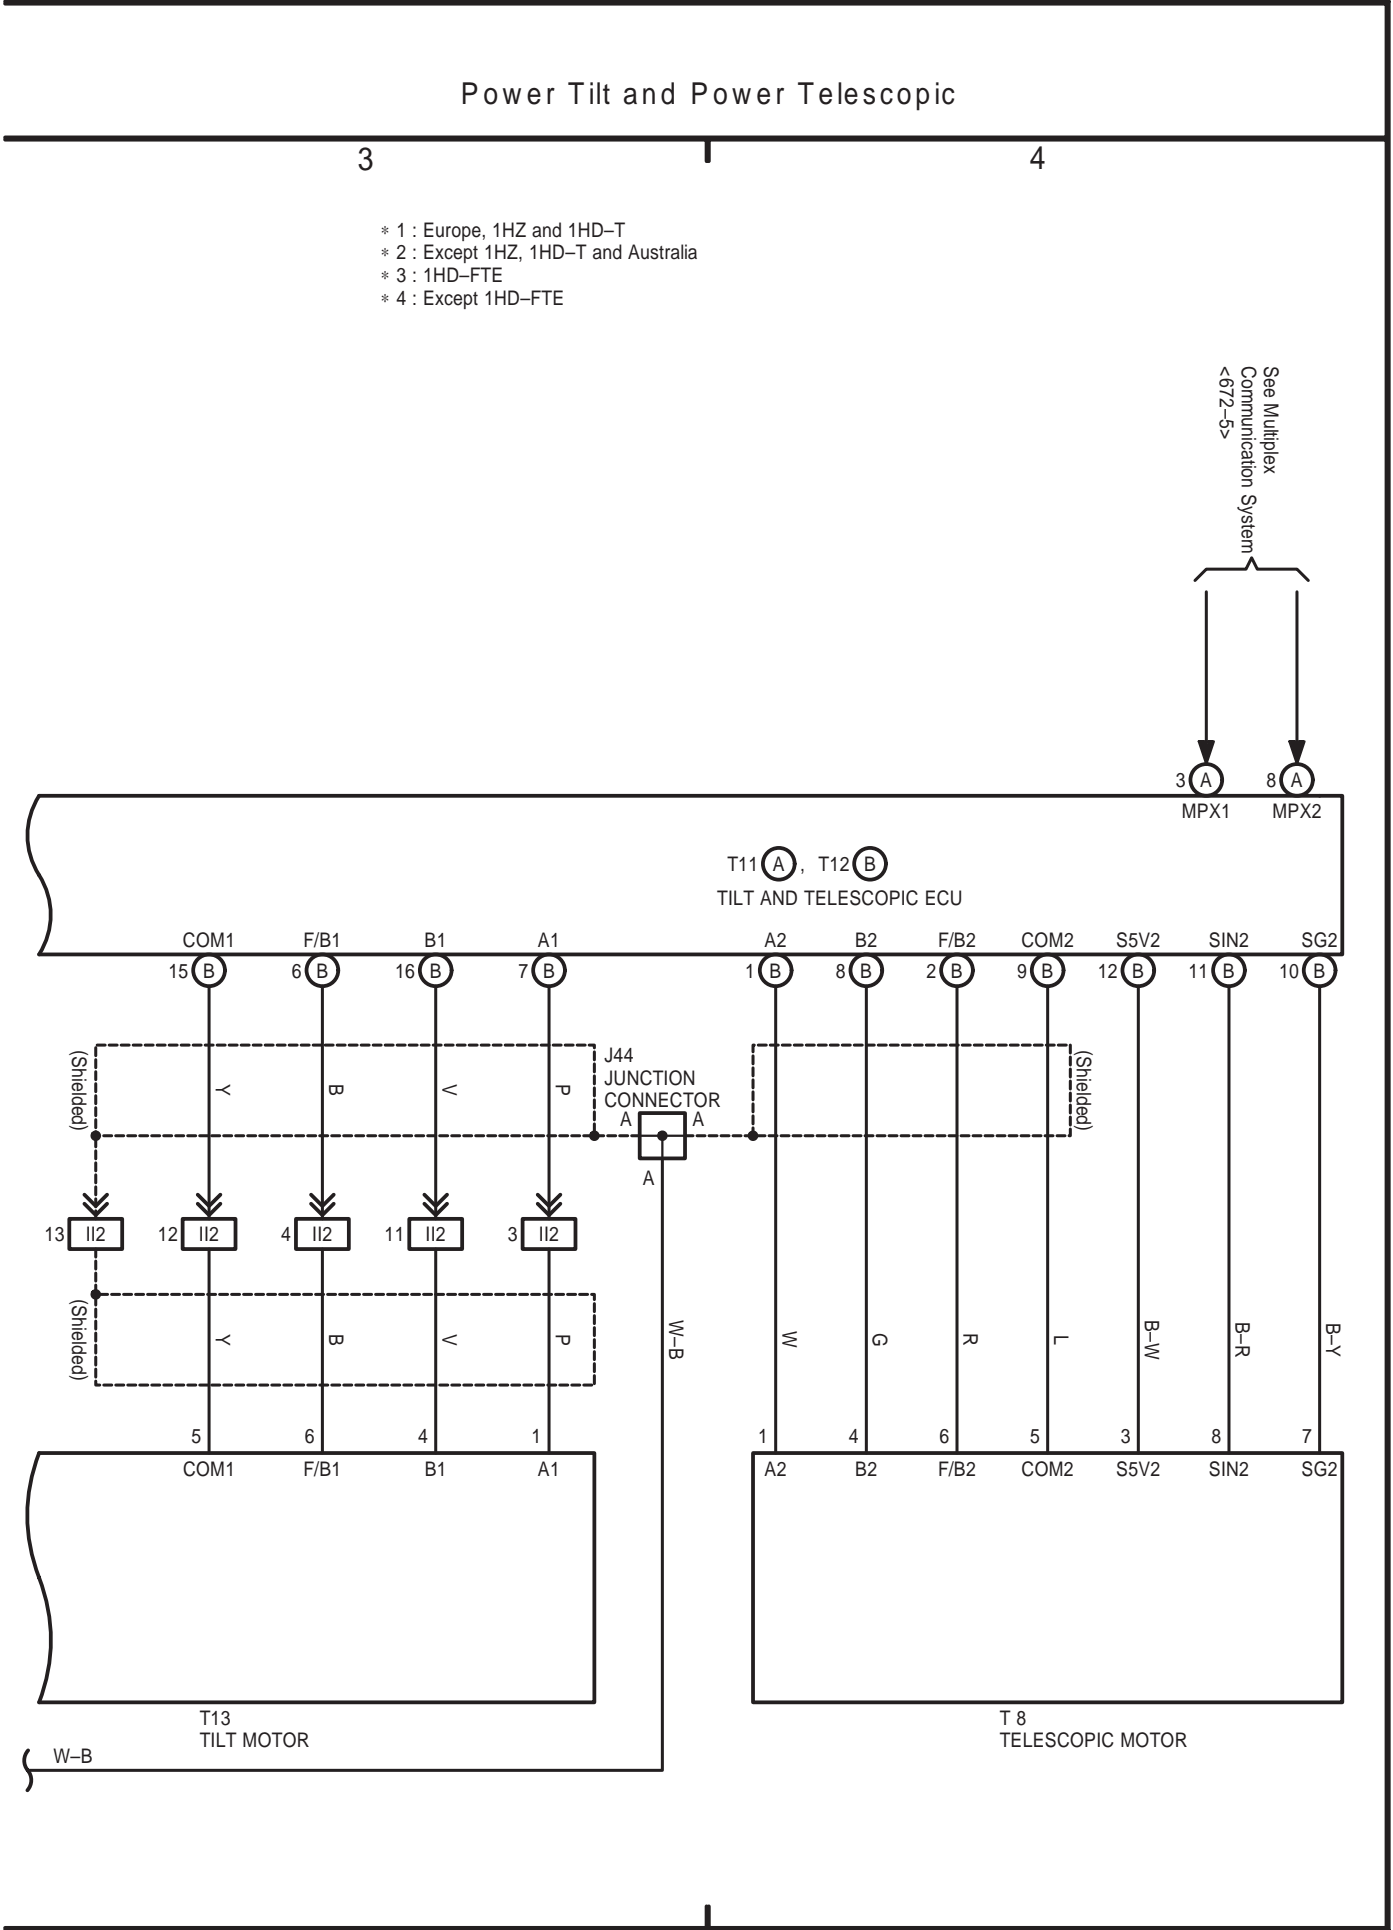 Power Tilt and Power Telescopic
3 4
∗ 1 : Europe, 1HZ and 1HD–T
∗ 2 : Except 1HZ, 1HD–T and Australia
∗ 3 : 1HD–FTE
∗ 4 : Except 1HD–FTE
See Multiplex
Communication System
<672–5>
3 A 8 A
MPX1 MPX2
T11 A , T12 B
TILT AND TELESCOPIC ECU
COM1 F/B1 B1 A1 A2 B2 F/B2 COM2 S5V2 SIN2 SG2
15 B 6 B 16 B 7 B 1 B 8 B 2 B 9 B 12 B 11 B 10 B
(Shielded) Y B V P
J44
JUNCTION
CONNECTOR
A A
A
(Shielded)
13 II2 12 II2 4 II2 11 II2 3 II2
(Shielded) Y B V P W–B W G R L B–W B–R B–Y
5 6 4 1 1 4 6 5 3 8 7
COM1 F/B1 B1 A1 A2 B2 F/B2 COM2 S5V2 SIN2 SG2
T13
TILT MOTOR
T 8
TELESCOPIC MOTOR
W–B